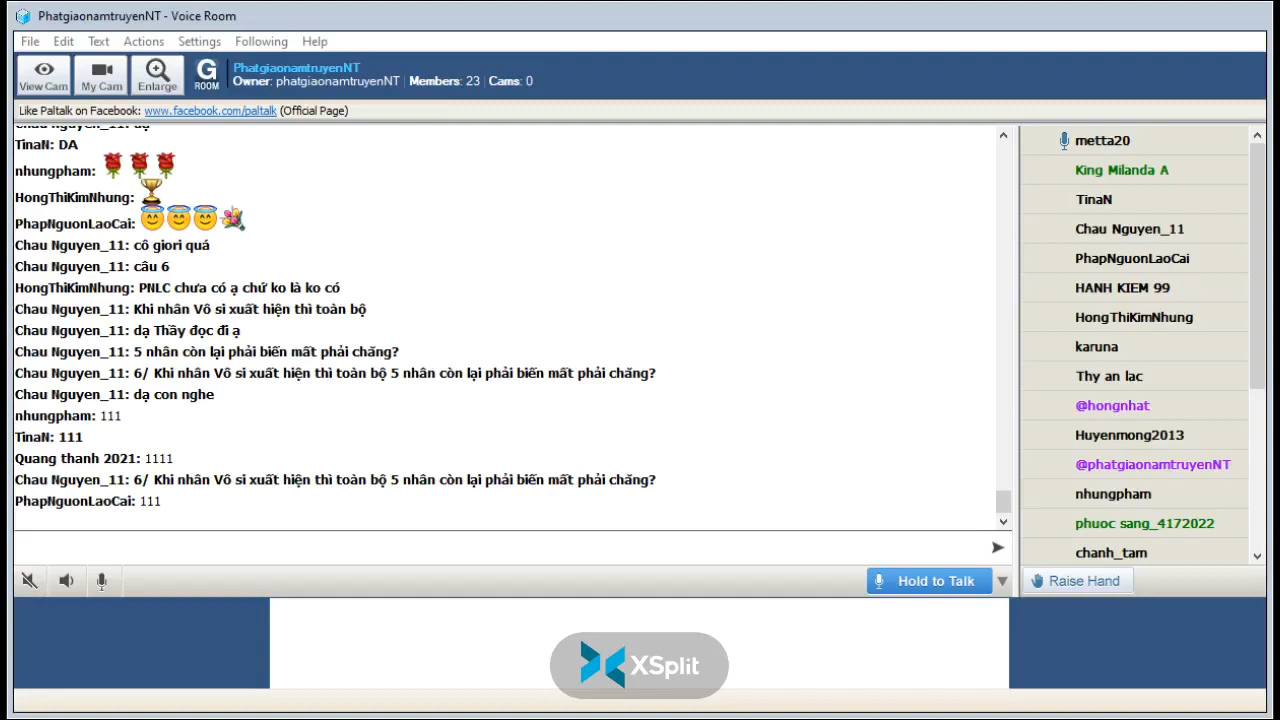 PhatgiaonamtruyenNT - Voice Room
File Edit Text Actions Settings Following Help
View Cam
My Cam
Enlarge
G
ROOM
PhatgiaonamtruyenNT
Owner: phatgiaonamtruyenNT | Members: 23 | Cams: 0
Like Paltalk on Facebook: www.facebook.com/paltalk (Official Page)
Chau Nguyen_11: dạ
TinaN: DA
nhungpham:
HongThiKimNhung:
PhapNguonLaoCai:
Chau Nguyen_11: cô giori quá
Chau Nguyen_11: câu 6
HongThiKimNhung: PNLC chưa có ạ chứ ko là ko có
Chau Nguyen_11: Khi nhân Vô si xuất hiện thì toàn bộ
Chau Nguyen_11: dạ Thầy đọc đi ạ
Chau Nguyen_11: 5 nhân còn lại phải biến mất phải chăng?
Chau Nguyen_11: 6/ Khi nhân Vô si xuất hiện thì toàn bộ 5 nhân còn lại phải biến mất phải chăng?
Chau Nguyen_11: dạ con nghe
nhungpham: 111
TinaN: 111
Quang thanh 2021: 1111
Chau Nguyen_11: 6/ Khi nhân Vô si xuất hiện thì toàn bộ 5 nhân còn lại phải biến mất phải chăng?
PhapNguonLaoCai: 111
Hold to Talk
metta20
King Milanda A
TinaN
Chau Nguyen_11
PhapNguonLaoCai
HANH KIEM 99
HongThiKimNhung
karuna
Thy an lac
@hongnhat
Huyenmong2013
@phatgiaonamtruyenNT
nhungpham
phuoc sang_4172022
chanh_tam
Raise Hand
XSplit